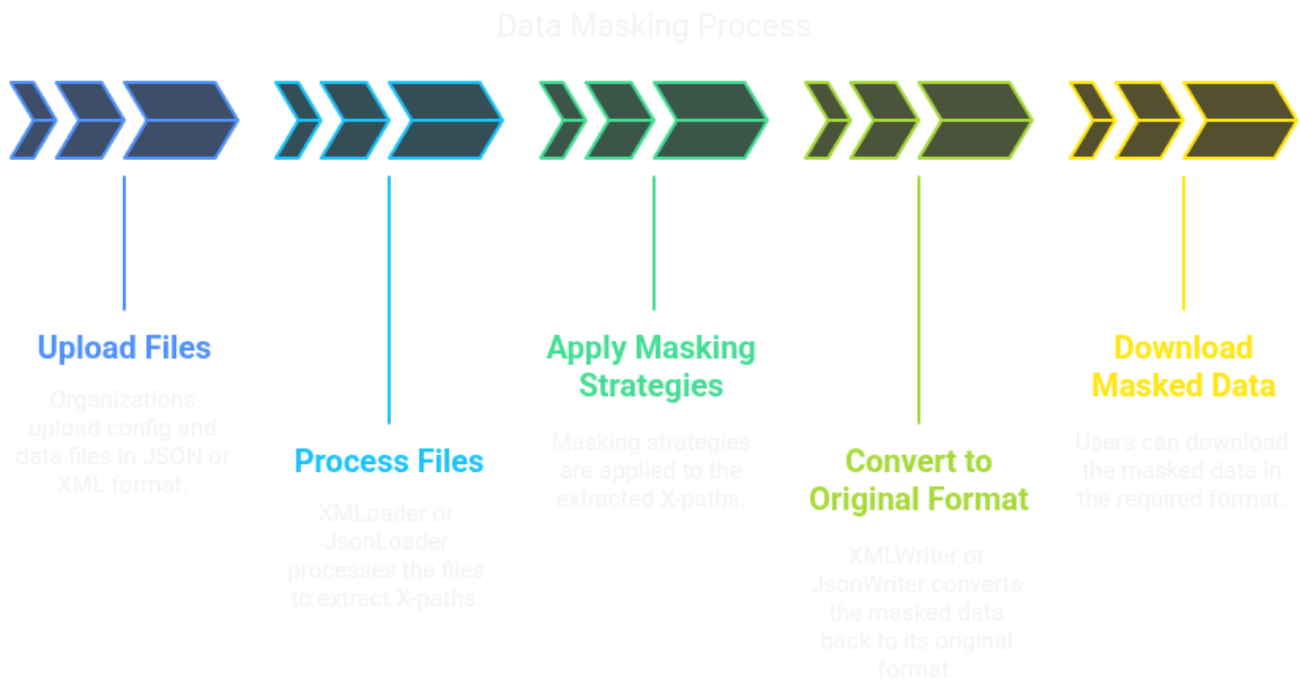 Data Masking Process
Upload Files
Organizations
upload config and
data files in JSON or
XML format.
Process Files
XMLoader or
JsonLoader
processes the files
to extract X-paths.
Apply Masking
Strategies
Masking strategies
are applied to the
extracted X-paths.
Convert to
Original Format
XMLWriter or
JsonWriter converts
the masked data
back to its original
format.
Download
Masked Data
Users can download
the masked data in
the required format.